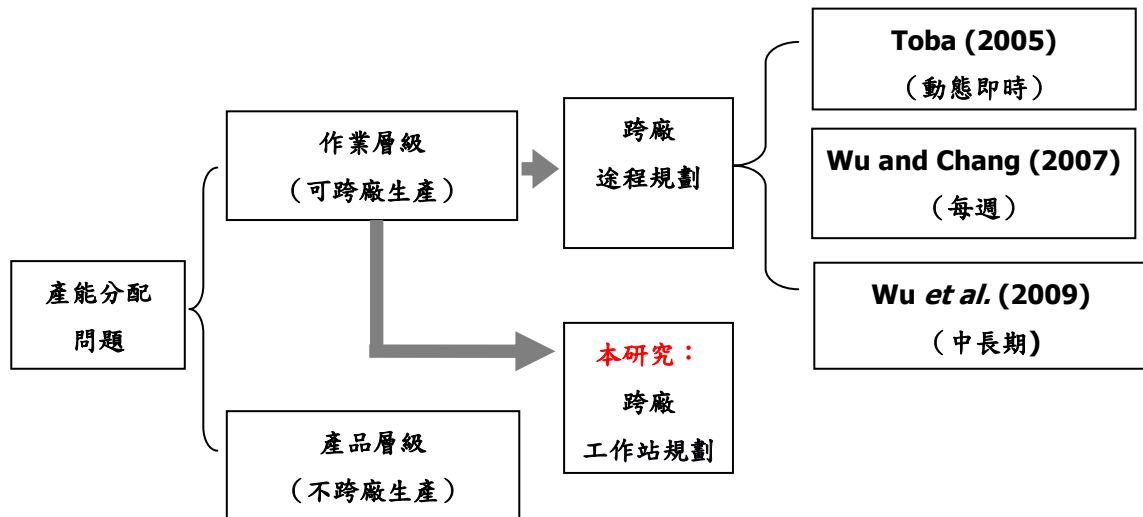 產能分配
問題
作業層級
（可跨廠生產）
產品層級
（不跨廠生產）
跨廠
途程規劃
本研究：
跨廠
工作站規劃
Toba (2005)
（動態即時）
Wu and Chang (2007)
（每週）
Wu et al. (2009)
（中長期)